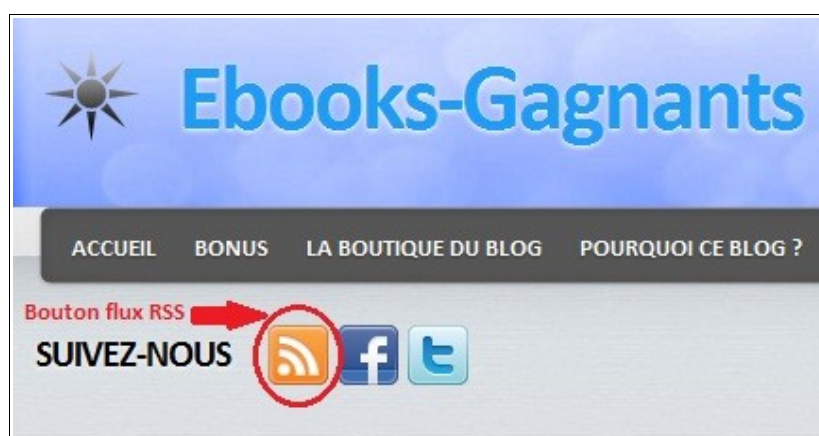 Ebooks-Gagnants
ACCUEIL BONUS LA BOUTIQUE DU BLOG POURQUOI CE BLOG ?
Bouton flux RSS
SUIVEZ-NOUS